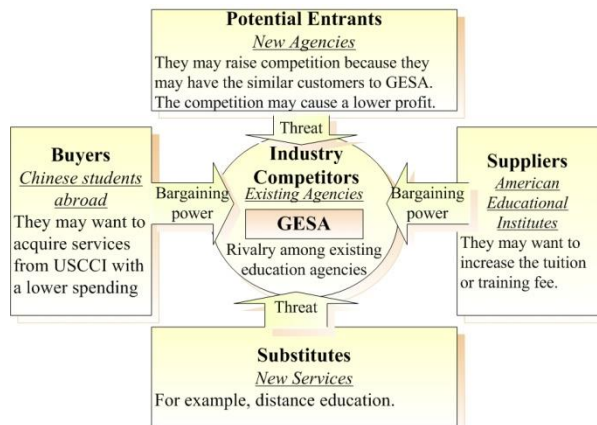 Potential Entrants
New Agencies
They may raise competition because they
may have the similar customers to GESA.
The competition may cause a lower profit.
Threat
Buyers
Chinese students
abroad
They may want to
acquire services
from USCCI with
a lower spending
Bargaining
power
Industry
Competitors
Existing Agencies
GESA
Rivalry among existing
education agencies
Bargaining
power
Suppliers
American
Educational
Institutes
They may want to
increase the tuition
or training fee.
Threat
Substitutes
New Services
For example, distance education.